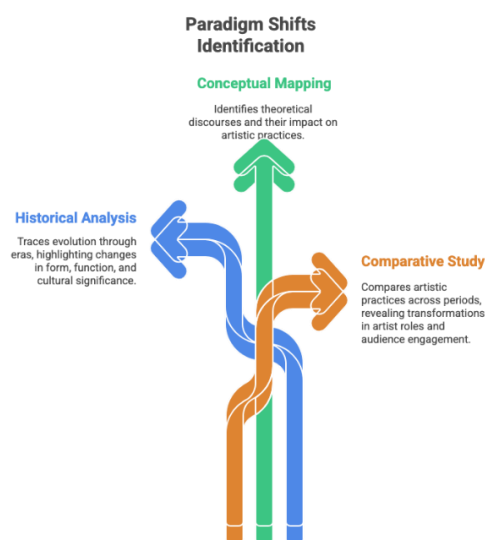 Paradigm Shifts
Identification
Conceptual Mapping
Identifies theoretical
discourses and their impact on
artistic practices.
Historical Analysis
Traces evolution through
eras, highlighting changes
in form, function, and
cultural significance.
Comparative Study
Compares artistic
practices across periods,
revealing transformations
in artist roles and
audience engagement.